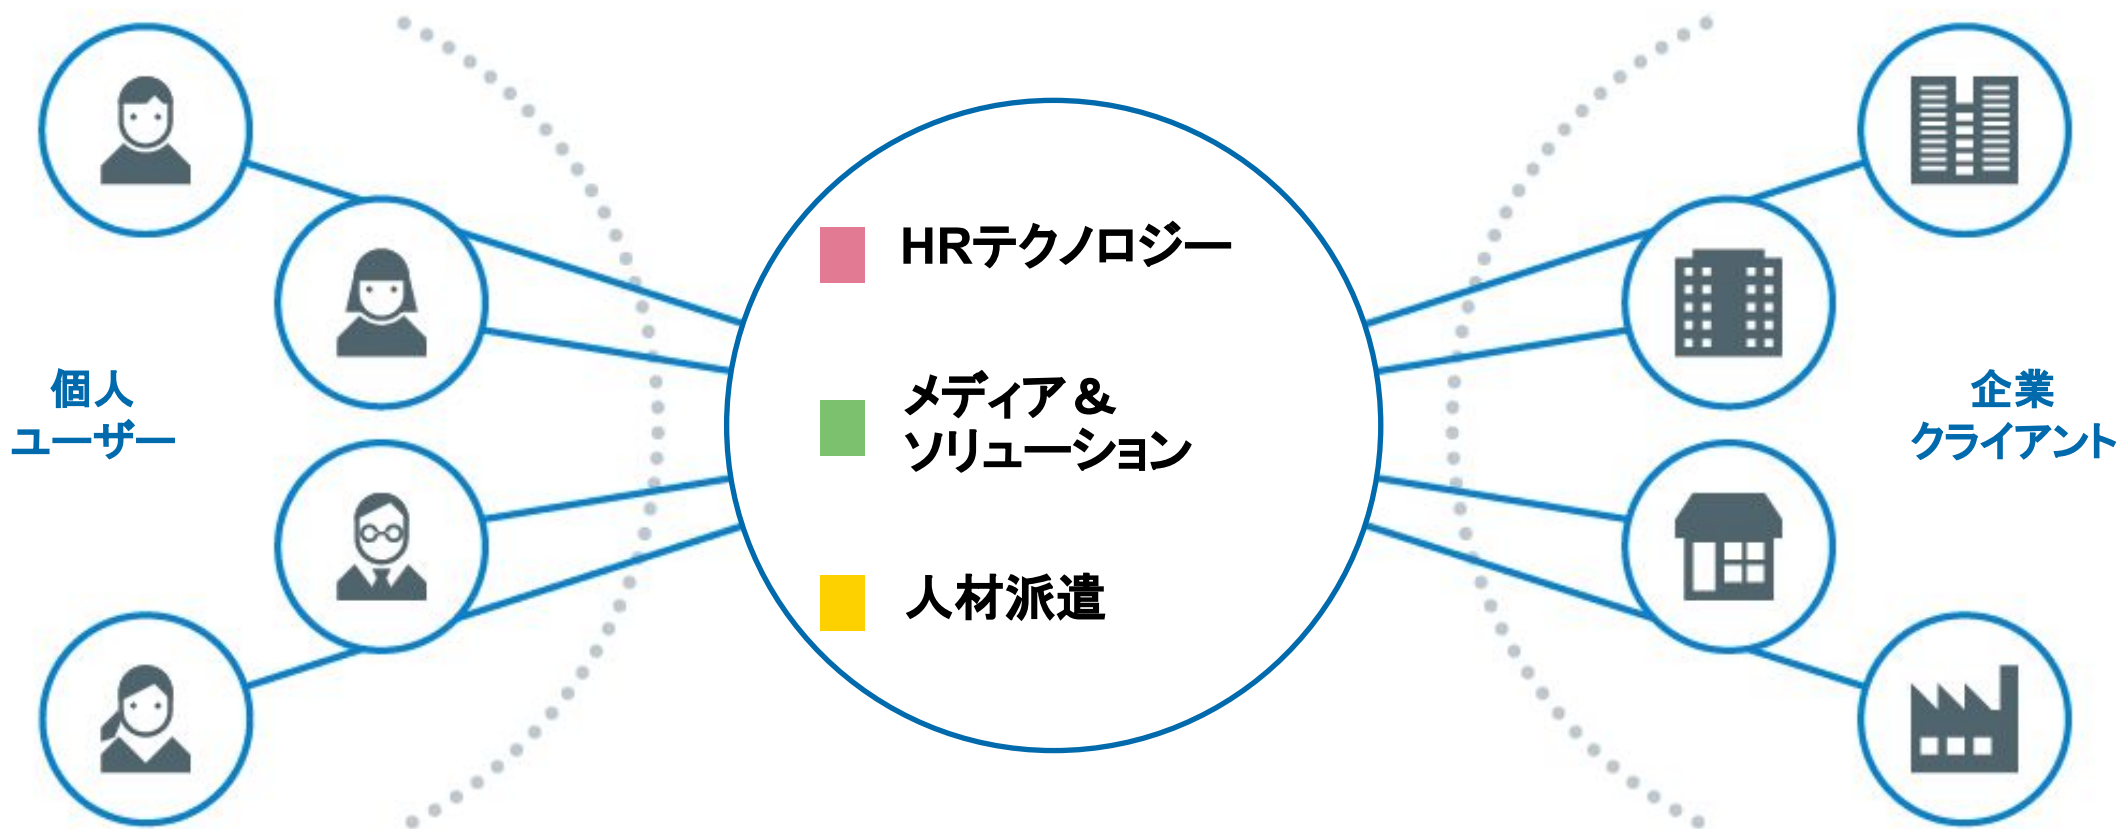 HRテクノロジー
メディア &
ソリューション
人材派遣
個人
ユーザー
企業
クライアント